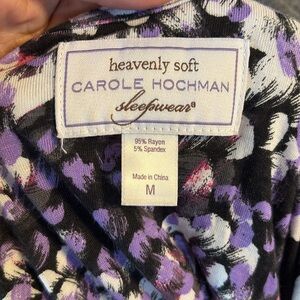 heavenly soft
CAROLE HOCHMAN
sleepwear®
95% Rayon
5% Spandex
Made in China
M